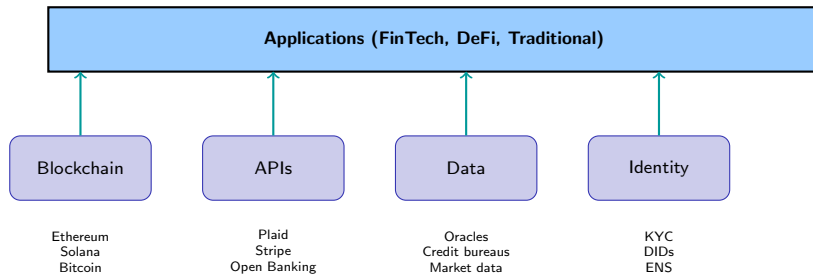 Applications (FinTech, DeFi, Traditional)
Blockchain
APIs
Data
Identity
Ethereum
Solana
Bitcoin
Plaid
Stripe
Open Banking
Oracles
Credit bureaus
Market data
KYC
DIDs
ENS